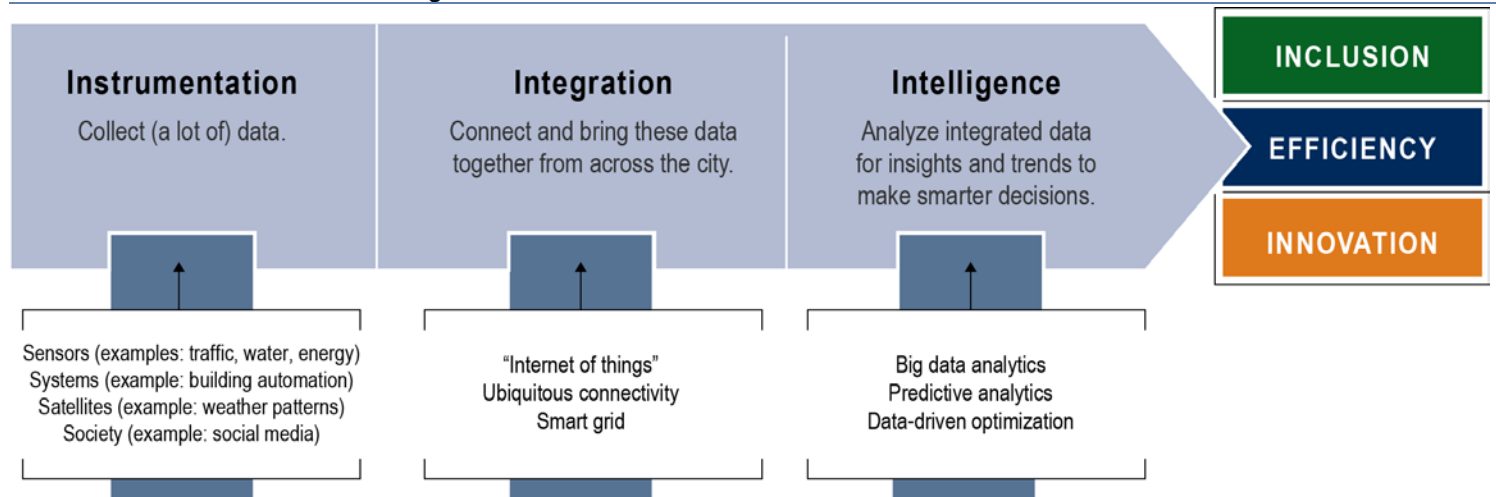 Instrumentation
Collect (a lot of) data.
Sensors (examples: traffic, water, energy)
Systems (example: building automation)
Satellites (example: weather patterns)
Society (example: social media)
Integration
Connect and bring these data
together from across the city.
“Internet of things”
Ubiquitous connectivity
Smart grid
Intelligence
Analyze integrated data
for insights and trends to
make smarter decisions.
Big data analytics
Predictive analytics
Data-driven optimization
INCLUSION
EFFICIENCY
INNOVATION